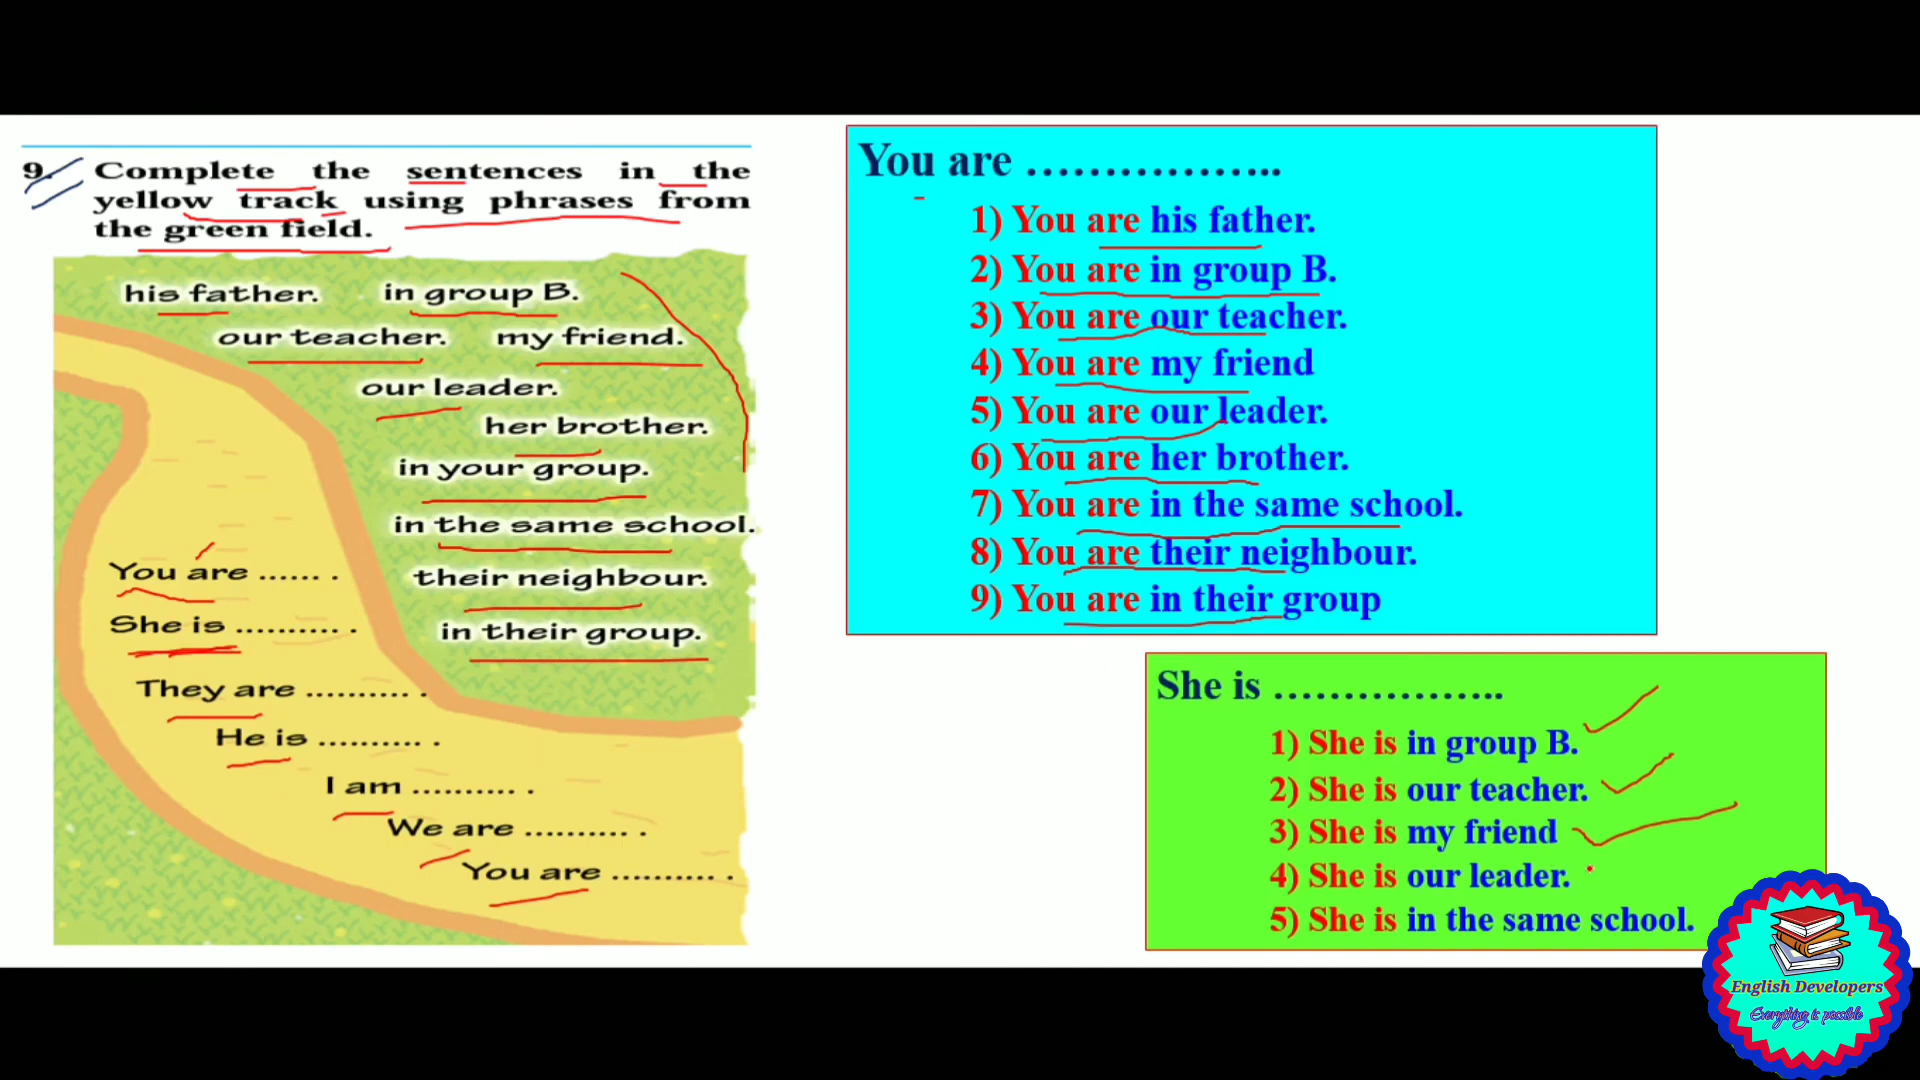 9. Complete the sentences in the
yellow track using phrases from
the green field.
his father. in group B.
our teacher. my friend.
our leader.
her brother.
in your group.
in the same school.
their neighbour.
in their group.
You are ...... .
She is .......... .
They are .......... .
He is .......... .
I am .......... .
We are .......... .
You are .......... .
You are ……………..
1) You are his father.
2) You are in group B.
3) You are our teacher.
4) You are my friend
5) You are our leader.
6) You are her brother.
7) You are in the same school.
8) You are their neighbour.
9) You are in their group
She is ……………..
1) She is in group B.
2) She is our teacher.
3) She is my friend
4) She is our leader.
5) She is in the same school.
English Developers
Everything is possible